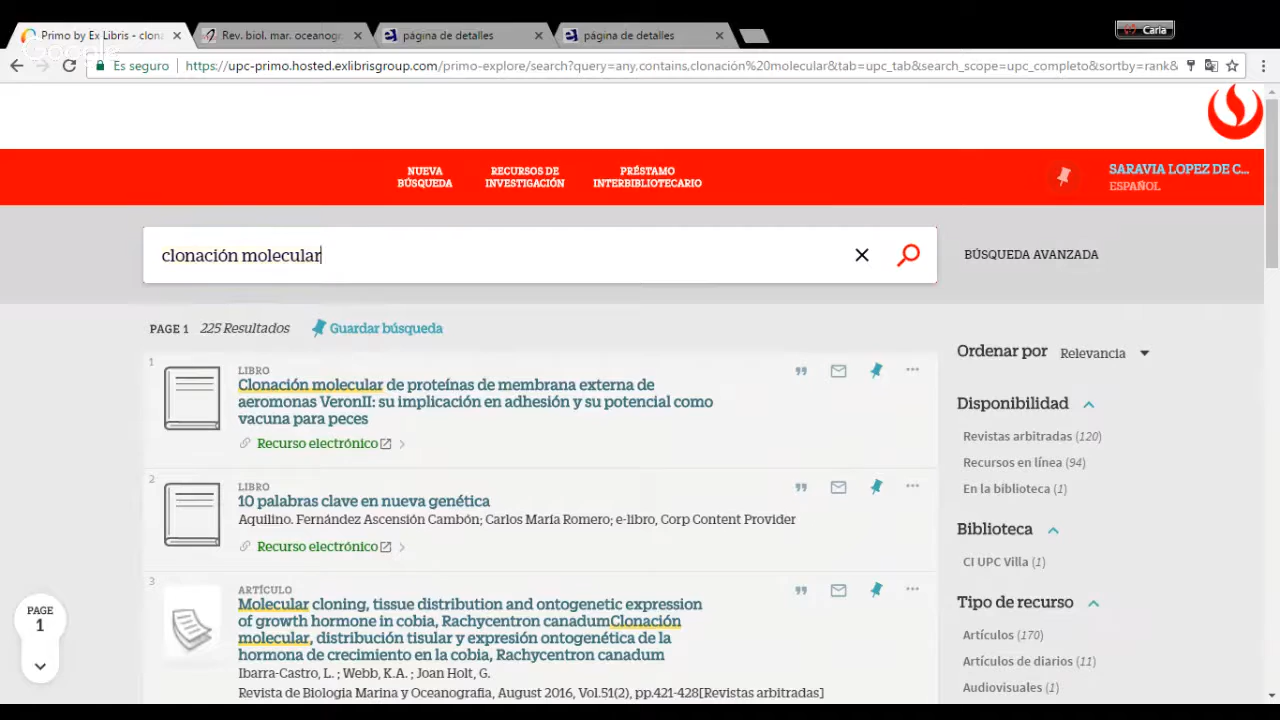 Primo by Ex Libris - clona
Rev. biol. mar. oceanogr
página de detalles
página de detalles
Carla
Google
Es seguro
https://upc-primo.hosted.exlibrisgroup.com/primo-explore/search?query=any,contains,clonación%20molecular&tab=upc_tab&search_scope=upc_completo&sortby=rank&
NUEVA BÚSQUEDA
RECURSOS DE INVESTIGACIÓN
PRÉSTAMO INTERBIBLIOTECARIO
SARAVIA LOPEZ DE C...
ESPAÑOL
clonación molecular
BÚSQUEDA AVANZADA
PAGE 1 225 Resultados Guardar búsqueda
1
LIBRO
Clonación molecular de proteínas de membrana externa de
aeromonas VeronII: su implicación en adhesión y su potencial como
vacuna para peces
Recurso electrónico
2
LIBRO
10 palabras clave en nueva genética
Aquilino. Fernández Ascensión Cambón; Carlos María Romero; e-libro, Corp Content Provider
Recurso electrónico
3
ARTÍCULO
Molecular cloning, tissue distribution and ontogenetic expression
of growth hormone in cobia, Rachycentron canadumClonación
molecular, distribución tisular y expresión ontogenética de la
hormona de crecimiento en la cobia, Rachycentron canadum
Ibarra-Castro, L. ; Webb, K.A. ; Joan Holt, G.
Revista de Biologia Marina y Oceanografia, August 2016, Vol.51(2), pp.421-428[Revistas arbitradas]
PAGE
1
Ordenar por Relevancia
Disponibilidad
Revistas arbitradas (120)
Recursos en línea (94)
En la biblioteca (1)
Biblioteca
CI UPC Villa (1)
Tipo de recurso
Artículos (170)
Artículos de diarios (11)
Audiovisuales (1)